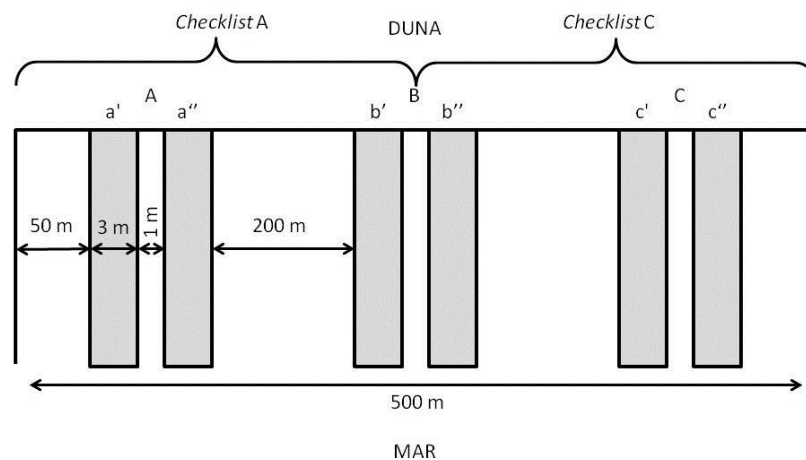 Checklist A
DUNA
Checklist C
A
B
C
a'
a‘’
b’
b’’
c'
c‘’
50 m
3 m
1 m
200 m
500 m
MAR